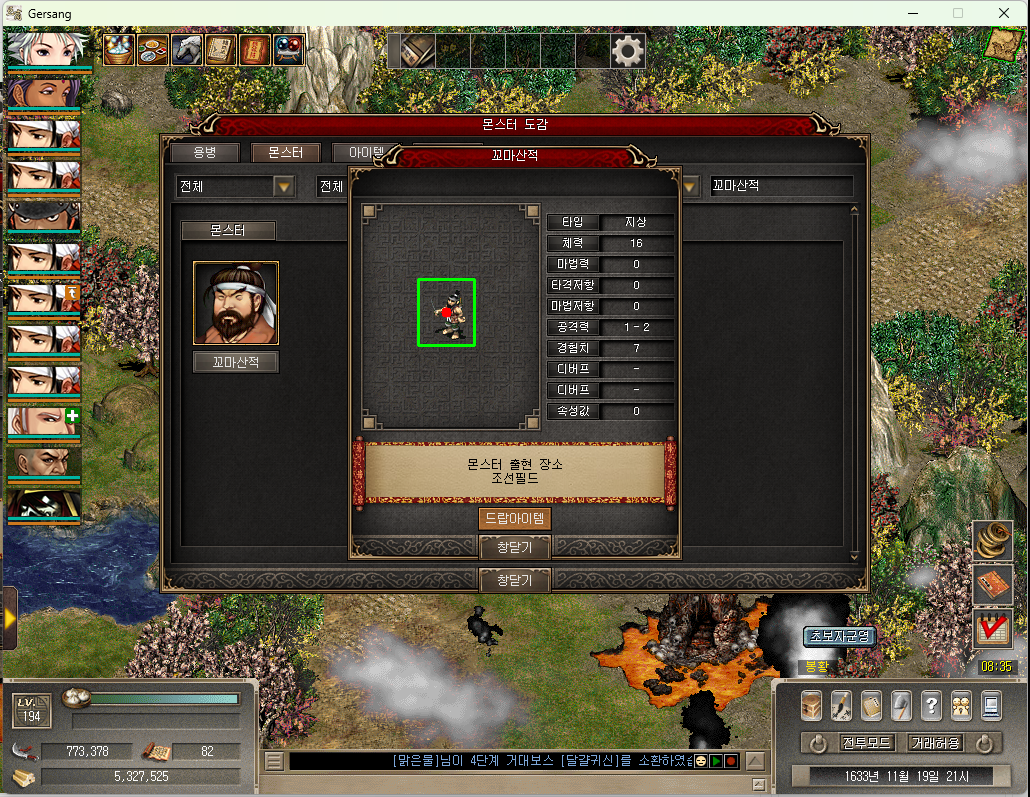 Gersang
몬스터 도감
용병
몬스터
아이템
꼬마산적
전체
전체
꼬마산적
몬스터
꼬마산적
타입 지상
체력 16
마법력 0
타격저항 0
마법저항 0
공격력 1 - 2
경험치 7
디버프 -
디버프 -
속성값 0
몬스터 출현 장소
조선필드
드랍아이템
창닫기
창닫기
초보자군영
봉황
08:35
LV.
194
773,378
82
5,327,525
[맑은물]님이 4단계 거대보스 [달걀귀신]를 소환하였습
전투모드
거래허용
1633년 11월 19일 21시